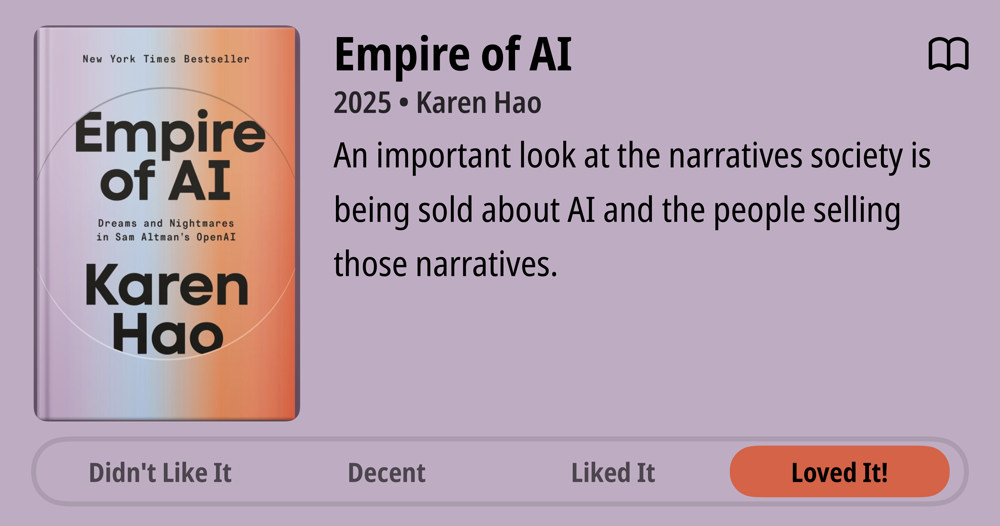 New York Times Bestseller
Empire
of AI
Dreams and Nightmares
in Sam Altman's OpenAI
Karen
Hao
Empire of AI
2025 • Karen Hao
An important look at the narratives society is
being sold about AI and the people selling
those narratives.
Didn't Like It
Decent
Liked It
Loved It!